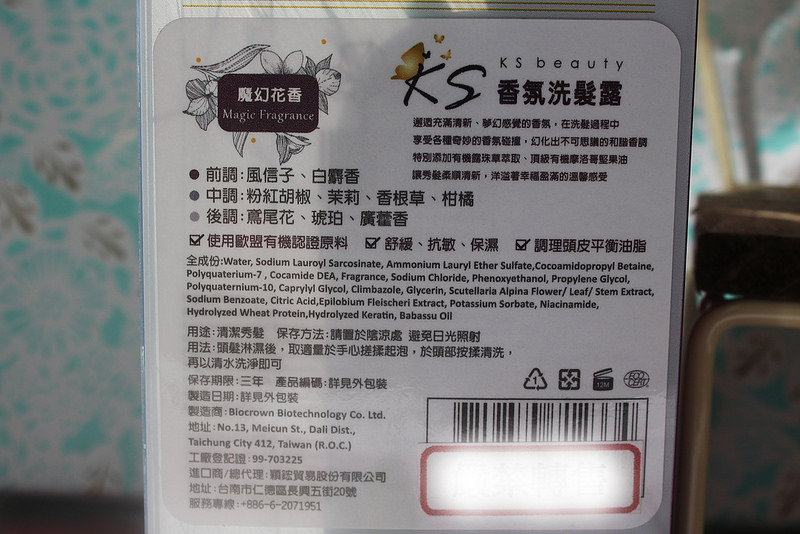 魔幻花香
Magic Fragrance
KS
KS beauty
香氛洗髮露
邂逅充滿清新、夢幻感覺的香氛，在洗髮過程中
享受各種奇妙的香氛碰撞，幻化出不可思議的和諧香調
特別添加有機露珠草萃取、頂級有機摩洛哥堅果油
讓秀髮柔順清新，洋溢著幸福盈滿的溫馨感受
前調：風信子、白麝香
中調：粉紅胡椒、茉莉、香根草、柑橘
後調：鳶尾花、琥珀、廣藿香
使用歐盟有機認證原料 舒緩、抗敏、保濕 調理頭皮平衡油脂
全成份:Water, Sodium Lauroyl Sarcosinate, Ammonium Lauryl Ether Sulfate,Cocoamidopropyl Betaine,
Polyquaterium-7 , Cocamide DEA, Fragrance, Sodium Chloride, Phenoxyethanol, Propylene Glycol,
Polyquaternium-10, Caprylyl Glycol, Climbazole, Glycerin, Scutellaria Alpina Flower/ Leaf/ Stem Extract,
Sodium Benzoate, Citric Acid,Epilobium Fleischeri Extract, Potassium Sorbate, Niacinamide,
Hydrolyzed Wheat Protein,Hydrolyzed Keratin, Babassu Oil
用途：清潔秀髮 保存方法：請置於陰涼處 避免日光照射
用法：頭髮淋濕後，取適量於手心搓揉起泡，於頭部按揉清洗，
再以清水洗淨即可
保存期限：三年 產品編碼：詳見外包裝
製造日期：詳見外包裝
製造商：Biocrown Biotechnology Co. Ltd.
地址：No.13, Meicun St., Dali Dist.,
Taichung City 412, Taiwan (R.O.C.)
工廠登記證：99-703225
進口商/總代理：穎誴貿易股份有限公司
地址：台南市仁德區長興五街20號
服務專線：+886-6-2071951
1
12M
ECO
CERT